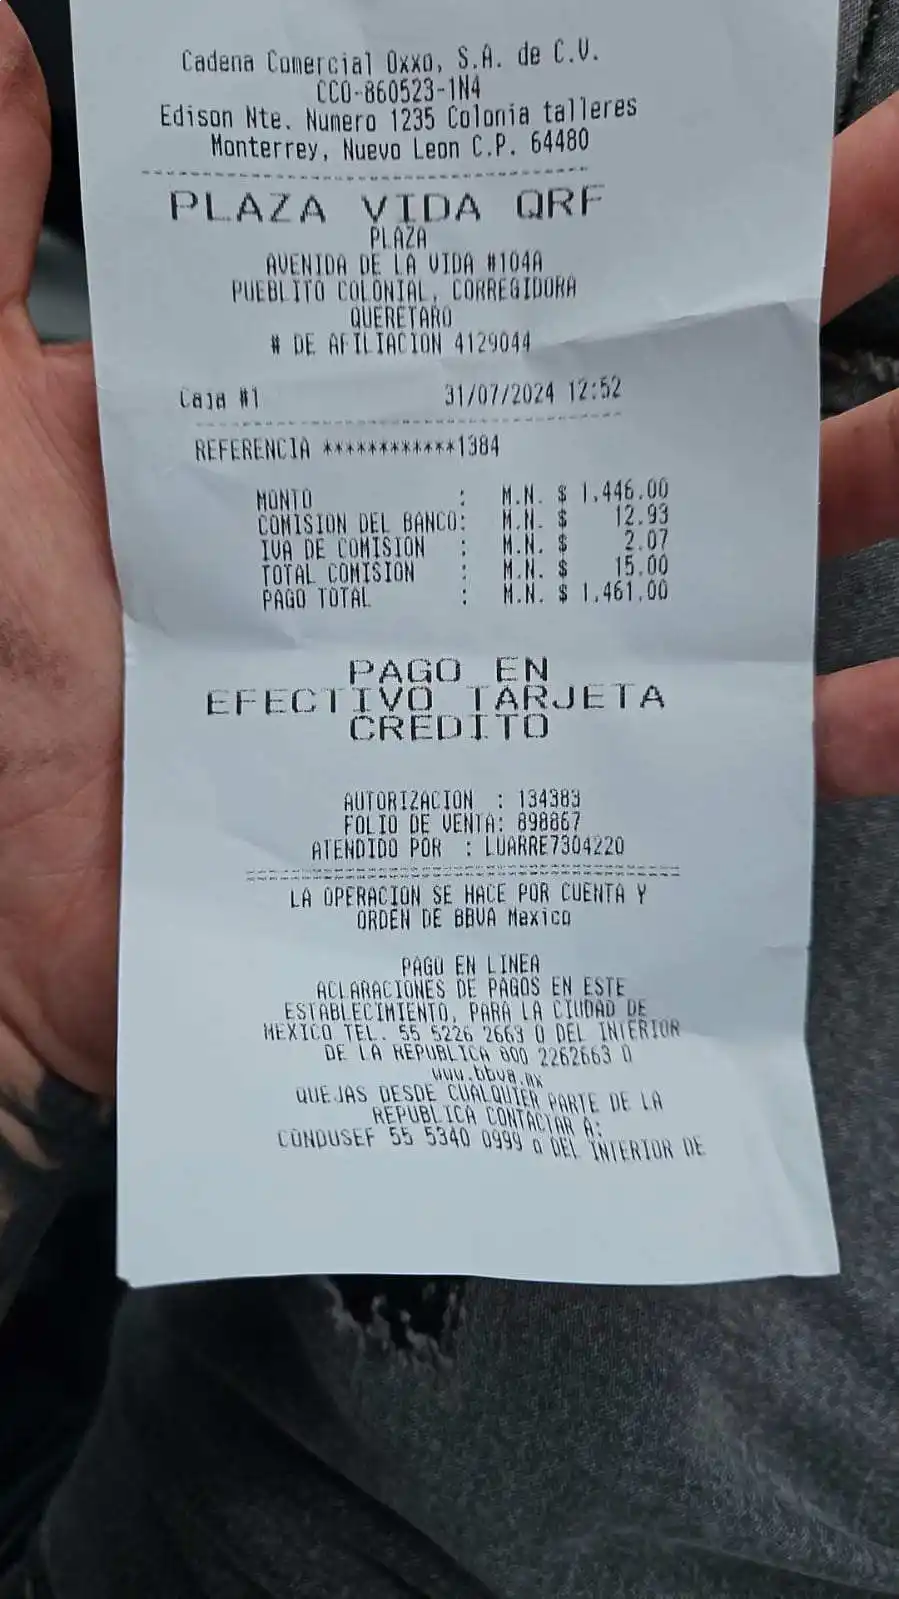 Cadena Comercial Oxxo, S.A. de C.V.
CCO-860523-1N4
Edison Nte. Numero 1235 Colonia talleres
Monterrey, Nuevo Leon C.P. 64480
PLAZA VIDA QRF
PLAZA
AVENIDA DE LA VIDA #104A
PUEBLITO COLONIAL, CORREGIDORA
QUERETARO
# DE AFILIACION 4129044
Caja #1 31/07/2024 12:52
REFERENCIA ************1384
MONTO : M.N. $ 1,446.00
COMISION DEL BANCO: M.N. $ 12.93
IVA DE COMISION : M.N. $ 2.07
TOTAL COMISION : M.N. $ 15.00
PAGO TOTAL : M.N. $ 1,461.00
PAGO EN
EFECTIVO TARJETA
CREDITO
AUTORIZACION : 134383
FOLIO DE VENTA: 898867
ATENDIDO POR : LUARRE7304220
LA OPERACION SE HACE POR CUENTA Y
ORDEN DE BBVA Mexico
PAGO EN LINEA
ACLARACIONES DE PAGOS EN ESTE
ESTABLECIMIENTO, PARA LA CIUDAD DE
MEXICO TEL. 55 5226 2663 O DEL INTERIOR
DE LA REPUBLICA 800 2262663 O
www.bbva.mx
QUEJAS DESDE CUALQUIER PARTE DE LA
REPUBLICA CONTACTAR A:
CONDUSEF 55 5340 0999 o DEL INTERIOR DE